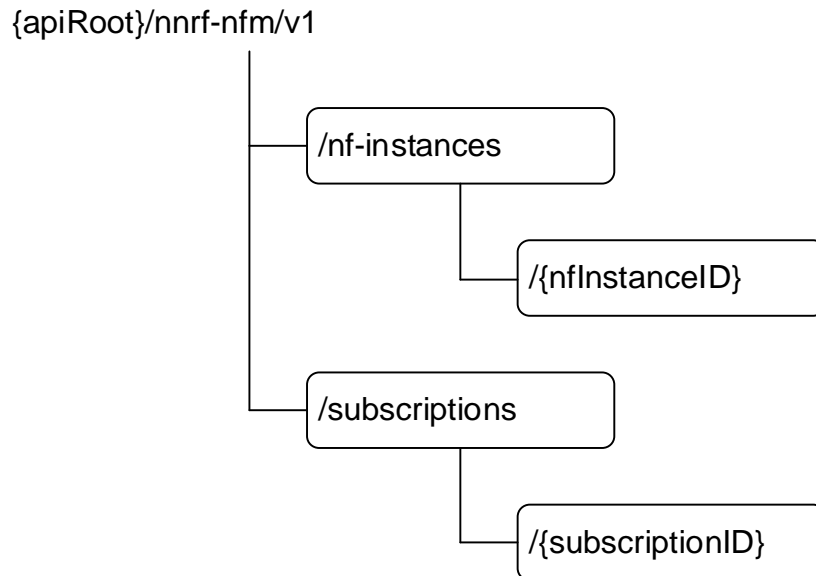 {apiRoot}/nnrf-nfm/v1
/nf-instances
/{nfInstanceID}
/subscriptions
/{subscriptionID}